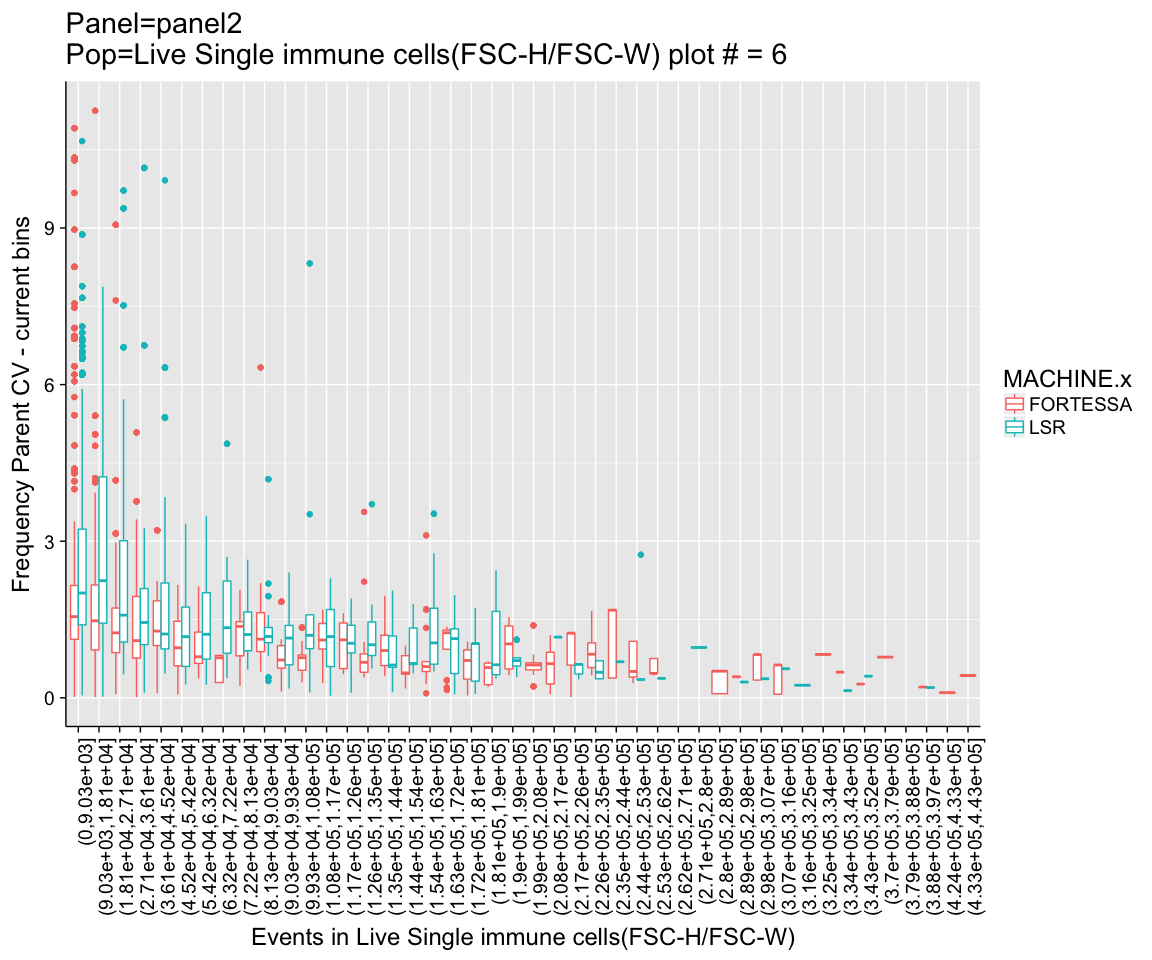 Panel=panel2
Pop=Live Single immune cells(FSC-H/FSC-W) plot # = 6
Frequency Parent CV - current bins
9
6
3
0
(0,9.03e+03]
(9.03e+03,1.81e+04]
(1.81e+04,2.71e+04]
(2.71e+04,3.61e+04]
(3.61e+04,4.52e+04]
(4.52e+04,5.42e+04]
(5.42e+04,6.32e+04]
(6.32e+04,7.22e+04]
(7.22e+04,8.13e+04]
(8.13e+04,9.03e+04]
(9.03e+04,9.93e+04]
(9.93e+04,1.08e+05]
(1.08e+05,1.17e+05]
(1.17e+05,1.26e+05]
(1.26e+05,1.35e+05]
(1.35e+05,1.44e+05]
(1.44e+05,1.54e+05]
(1.54e+05,1.63e+05]
(1.63e+05,1.72e+05]
(1.72e+05,1.81e+05]
(1.81e+05,1.9e+05]
(1.9e+05,1.99e+05]
(1.99e+05,2.08e+05]
(2.08e+05,2.17e+05]
(2.17e+05,2.26e+05]
(2.26e+05,2.35e+05]
(2.35e+05,2.44e+05]
(2.44e+05,2.53e+05]
(2.53e+05,2.62e+05]
(2.62e+05,2.71e+05]
(2.71e+05,2.8e+05]
(2.8e+05,2.89e+05]
(2.89e+05,2.98e+05]
(2.98e+05,3.07e+05]
(3.07e+05,3.16e+05]
(3.16e+05,3.25e+05]
(3.25e+05,3.34e+05]
(3.34e+05,3.43e+05]
(3.43e+05,3.52e+05]
(3.7e+05,3.79e+05]
(3.79e+05,3.88e+05]
(3.88e+05,3.97e+05]
(4.24e+05,4.33e+05]
(4.33e+05,4.43e+05]
Events in Live Single immune cells(FSC-H/FSC-W)
MACHINE.x
FORTESSA
LSR